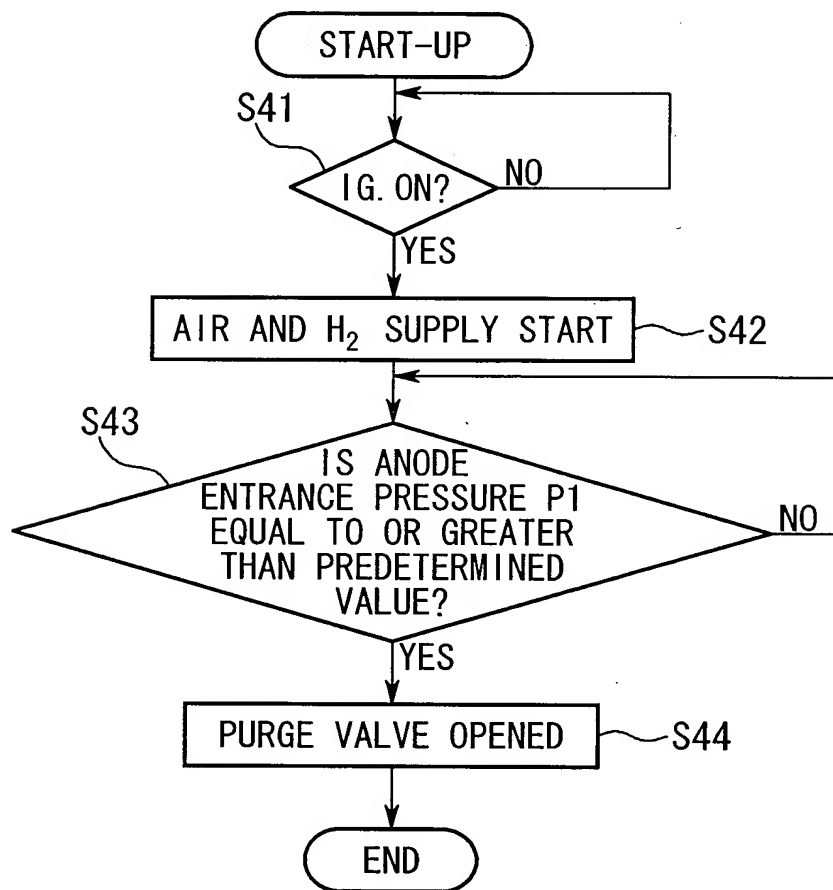 START-UP
S41
IG. ON?
NO
YES
AIR AND H₂ SUPPLY START
S42
S43
IS ANODE
ENTRANCE PRESSURE P1
EQUAL TO OR GREATER
THAN PREDETERMINED
VALUE?
NO
YES
PURGE VALVE OPENED
S44
END